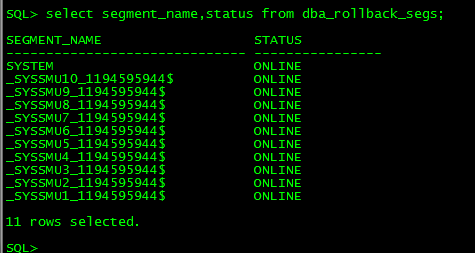 SQL> select segment_name,status from dba_rollback_segs;
SEGMENT_NAME                   STATUS
------------------------------ ----------------
SYSTEM                         ONLINE
_SYSSMU10_1194595944$          ONLINE
_SYSSMU9_1194595944$           ONLINE
_SYSSMU8_1194595944$           ONLINE
_SYSSMU7_1194595944$           ONLINE
_SYSSMU6_1194595944$           ONLINE
_SYSSMU5_1194595944$           ONLINE
_SYSSMU4_1194595944$           ONLINE
_SYSSMU3_1194595944$           ONLINE
_SYSSMU2_1194595944$           ONLINE
_SYSSMU1_1194595944$           ONLINE
11 rows selected.
SQL>